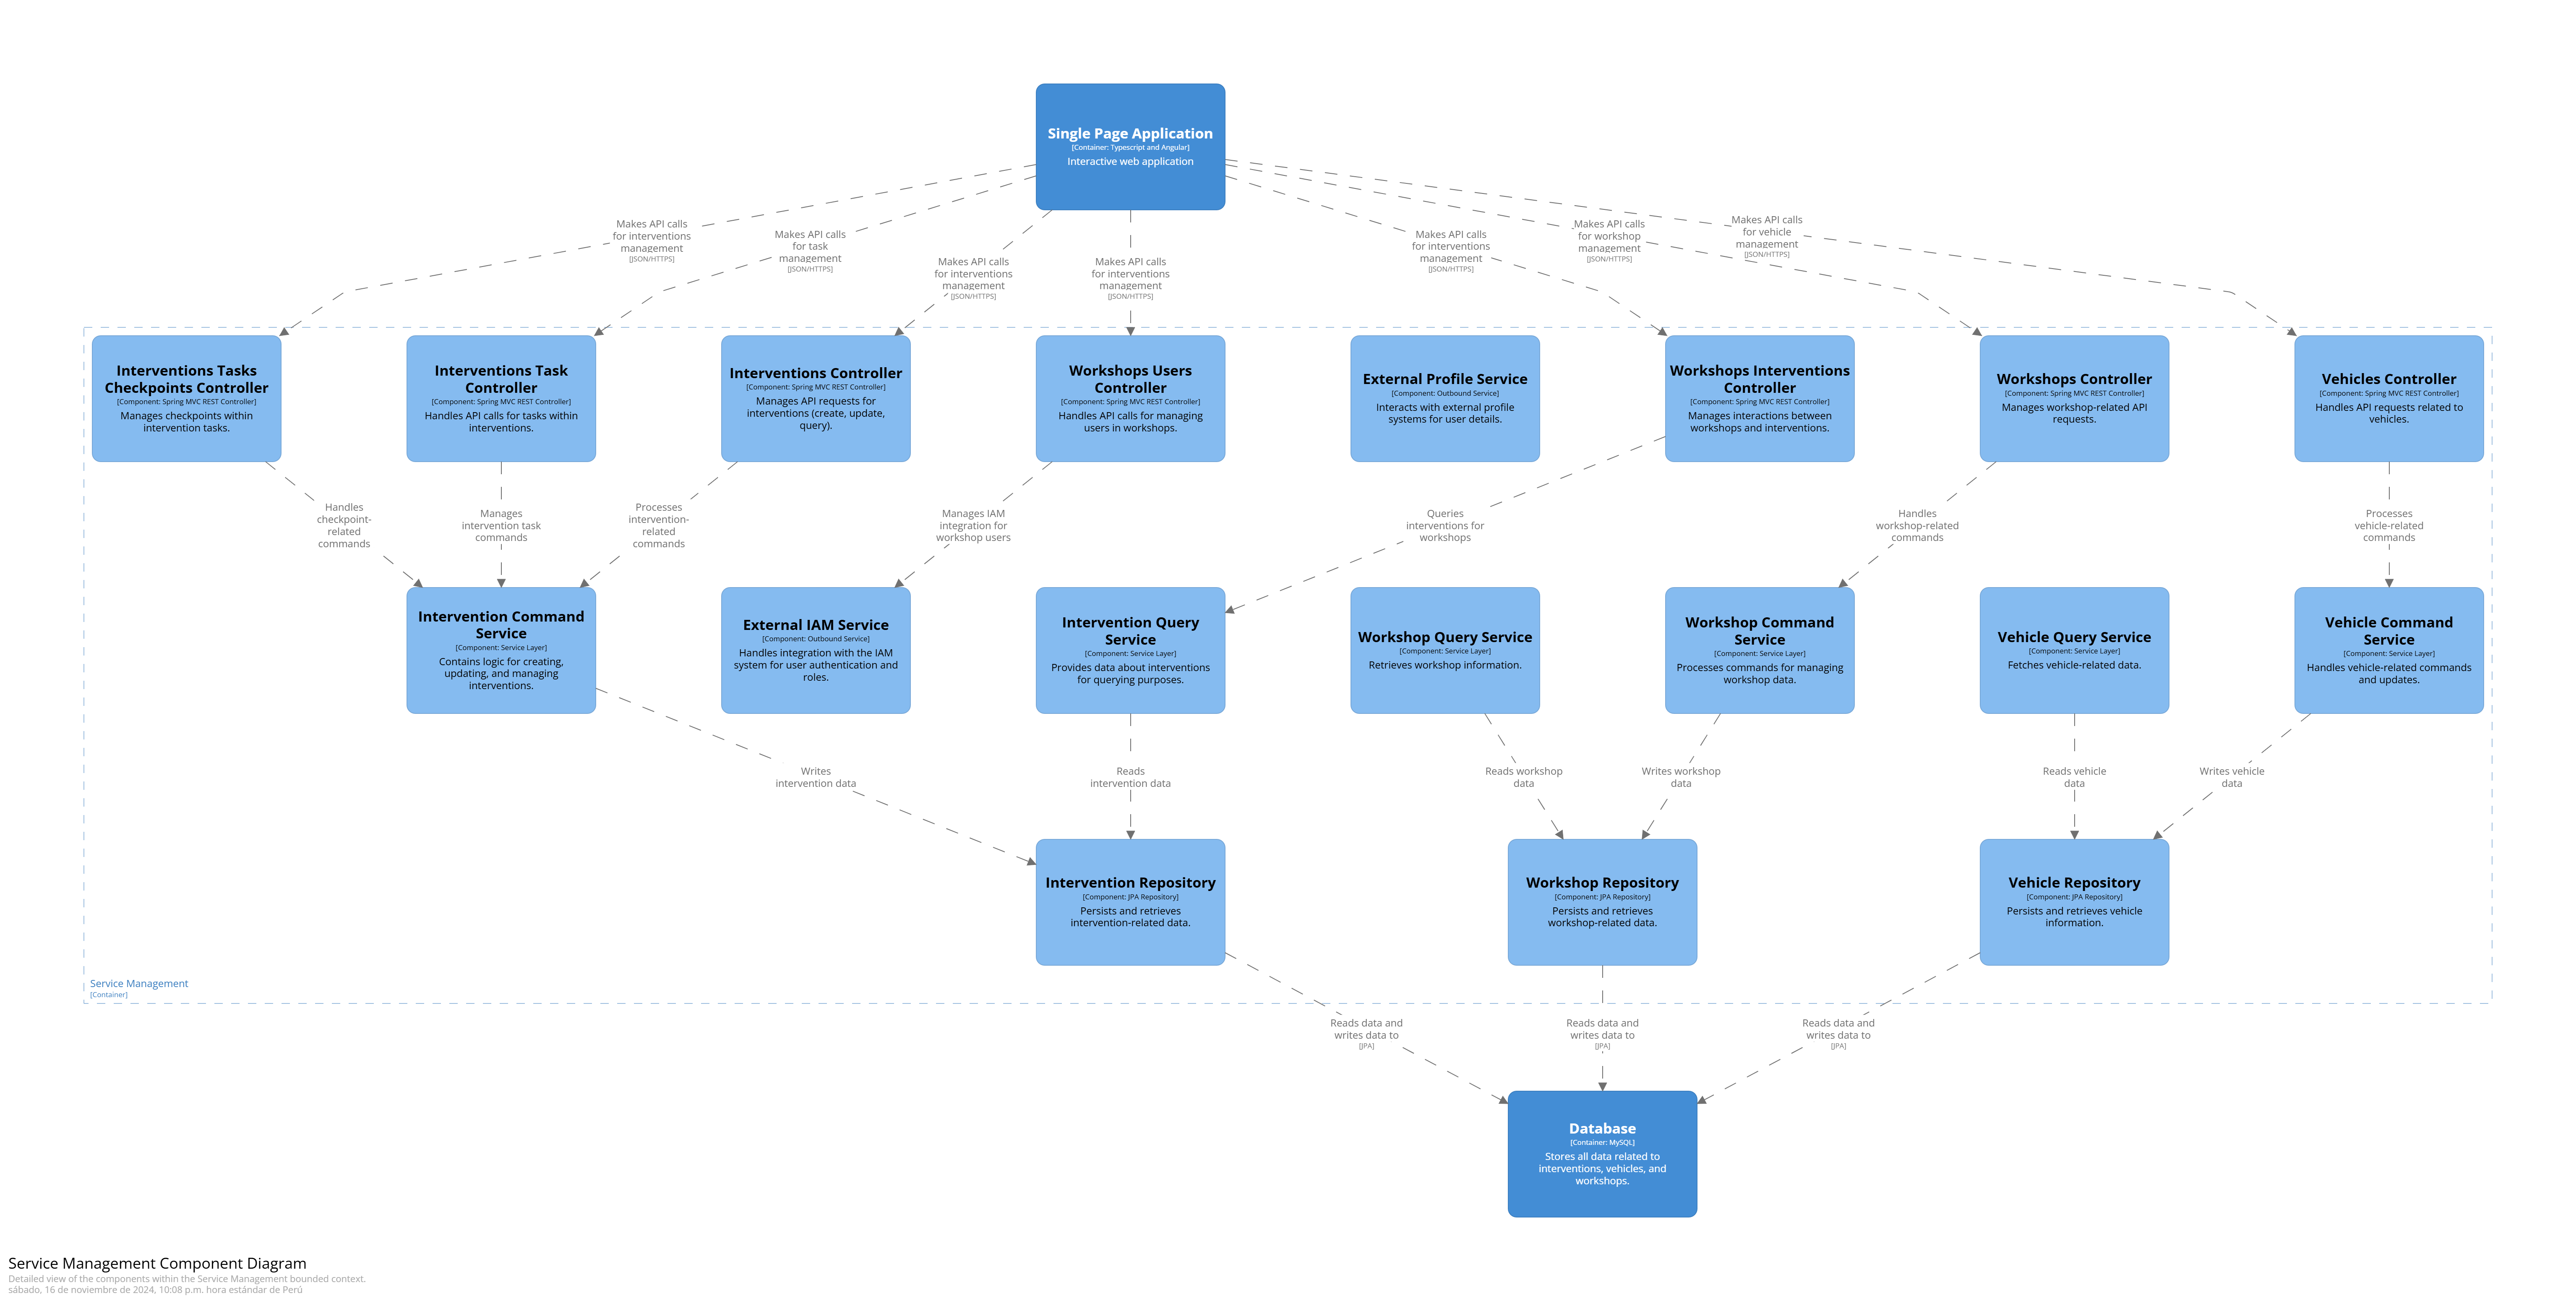 Single Page Application
[Container: Typescript and Angular]
Interactive web application
Makes API calls
for interventions
management
[JSON/HTTPS]
Makes API calls
for task
management
[JSON/HTTPS]
Makes API calls
for interventions
management
[JSON/HTTPS]
Makes API calls
for interventions
management
[JSON/HTTPS]
Makes API calls
for interventions
management
[JSON/HTTPS]
Makes API calls
for workshop
management
[JSON/HTTPS]
Makes API calls
for vehicle
management
[JSON/HTTPS]
Interventions Tasks
Checkpoints Controller
[Component: Spring MVC REST Controller]
Manages checkpoints within
intervention tasks.
Interventions Task
Controller
[Component: Spring MVC REST Controller]
Handles API calls for tasks within
interventions.
Interventions Controller
[Component: Spring MVC REST Controller]
Manages API requests for
interventions (create, update,
query).
Workshops Users
Controller
[Component: Spring MVC REST Controller]
Handles API calls for managing
users in workshops.
External Profile Service
[Component: Outbound Service]
Interacts with external profile
systems for user details.
Workshops Interventions
Controller
[Component: Spring MVC REST Controller]
Manages interactions between
workshops and interventions.
Workshops Controller
[Component: Spring MVC REST Controller]
Manages workshop-related API
requests.
Vehicles Controller
[Component: Spring MVC REST Controller]
Handles API requests related to
vehicles.
Handles
checkpoint-
related
commands
Manages
intervention task
commands
Processes
intervention-
related
commands
Manages IAM
integration for
workshop users
Queries
interventions for
workshops
Handles
workshop-related
commands
Processes
vehicle-related
commands
Intervention Command
Service
[Component: Service Layer]
Contains logic for creating,
updating, and managing
interventions.
External IAM Service
[Component: Outbound Service]
Handles integration with the IAM
system for user authentication and
roles.
Intervention Query
Service
[Component: Service Layer]
Provides data about interventions
for querying purposes.
Workshop Query Service
[Component: Service Layer]
Retrieves workshop information.
Workshop Command
Service
[Component: Service Layer]
Processes commands for managing
workshop data.
Vehicle Query Service
[Component: Service Layer]
Fetches vehicle-related data.
Vehicle Command
Service
[Component: Service Layer]
Handles vehicle-related commands
and updates.
Writes
intervention data
Reads
intervention data
Reads workshop
data
Writes workshop
data
Reads vehicle
data
Writes vehicle
data
Intervention Repository
[Component: JPA Repository]
Persists and retrieves
intervention-related data.
Workshop Repository
[Component: JPA Repository]
Persists and retrieves
workshop-related data.
Vehicle Repository
[Component: JPA Repository]
Persists and retrieves vehicle
information.
Service Management
[Container]
Reads data and
writes data to
[JPA]
Reads data and
writes data to
[JPA]
Reads data and
writes data to
[JPA]
Database
[Container: MySQL]
Stores all data related to
interventions, vehicles, and
workshops.
Service Management Component Diagram
Detailed view of the components within the Service Management bounded context.
sábado, 16 de noviembre de 2024, 10:08 p.m. hora estándar de Perú